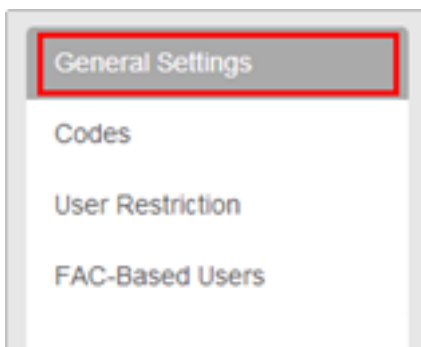 General Settings
Codes
User Restriction
FAC-Based Users